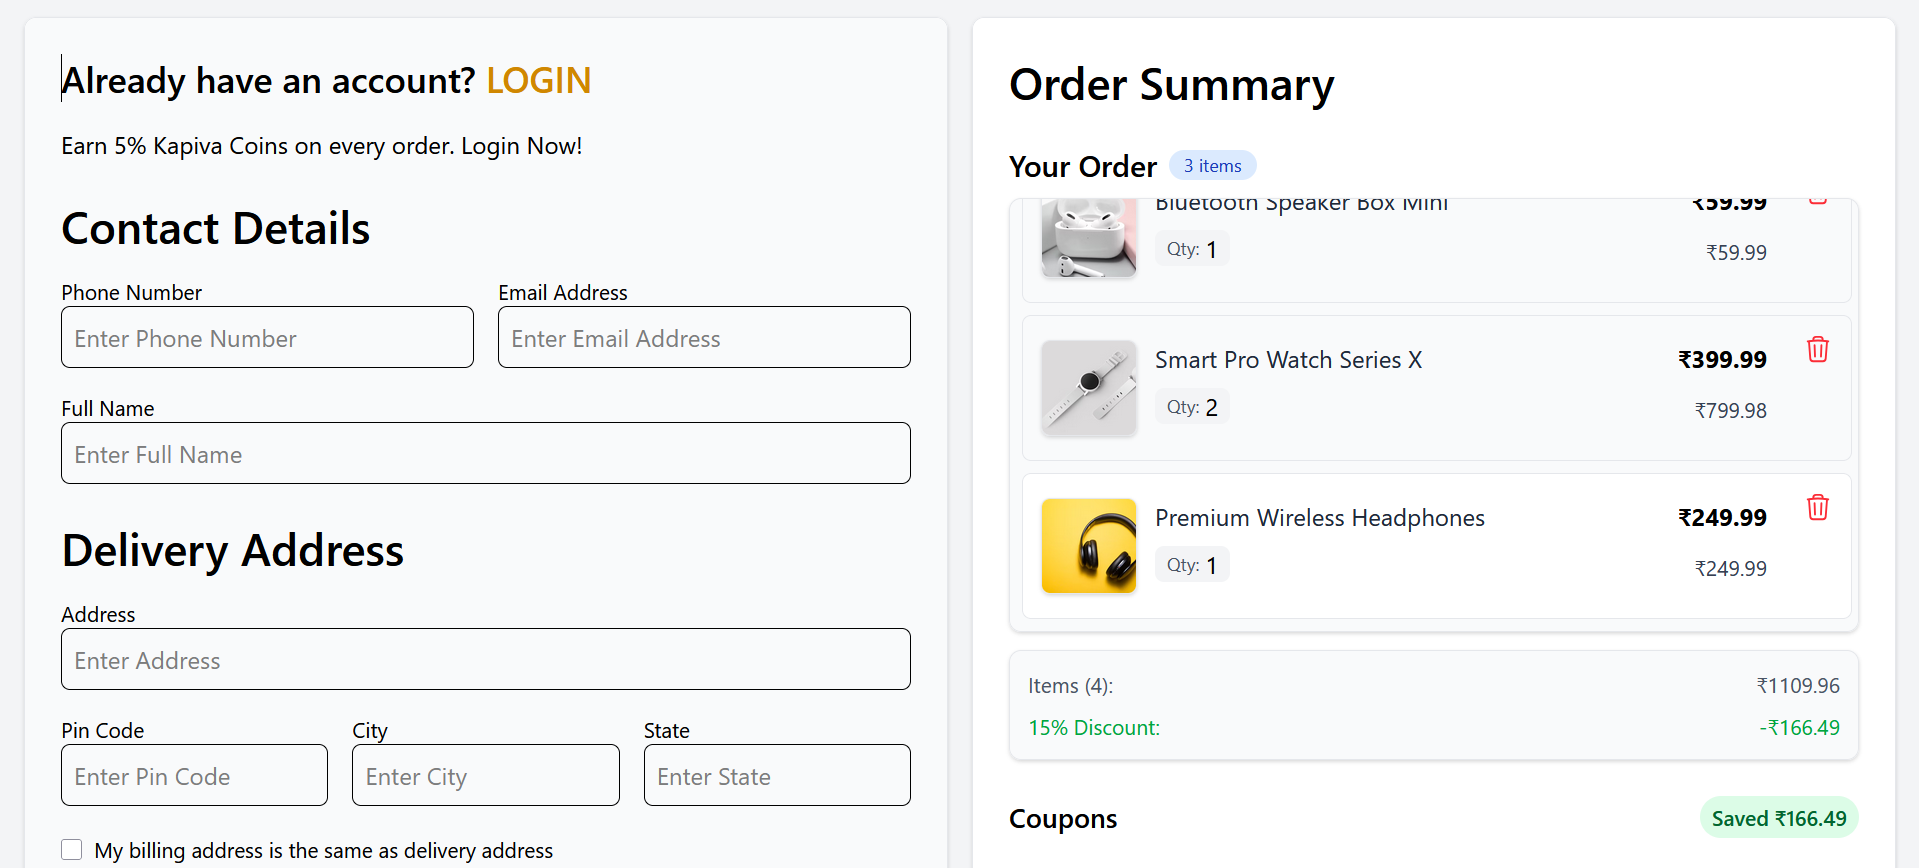 Already have an account? LOGIN
Earn 5% Kapiva Coins on every order. Login Now!
Contact Details
Phone Number
Enter Phone Number
Email Address
Enter Email Address
Full Name
Enter Full Name
Delivery Address
Address
Enter Address
Pin Code
Enter Pin Code
City
Enter City
State
Enter State
My billing address is the same as delivery address
Order Summary
Your Order 3 items
Bluetooth Speaker Box Mini ₹59.99
Qty: 1 ₹59.99
Smart Pro Watch Series X ₹399.99
Qty: 2 ₹799.98
Premium Wireless Headphones ₹249.99
Qty: 1 ₹249.99
Items (4): ₹1109.96
15% Discount: -₹166.49
Coupons Saved ₹166.49